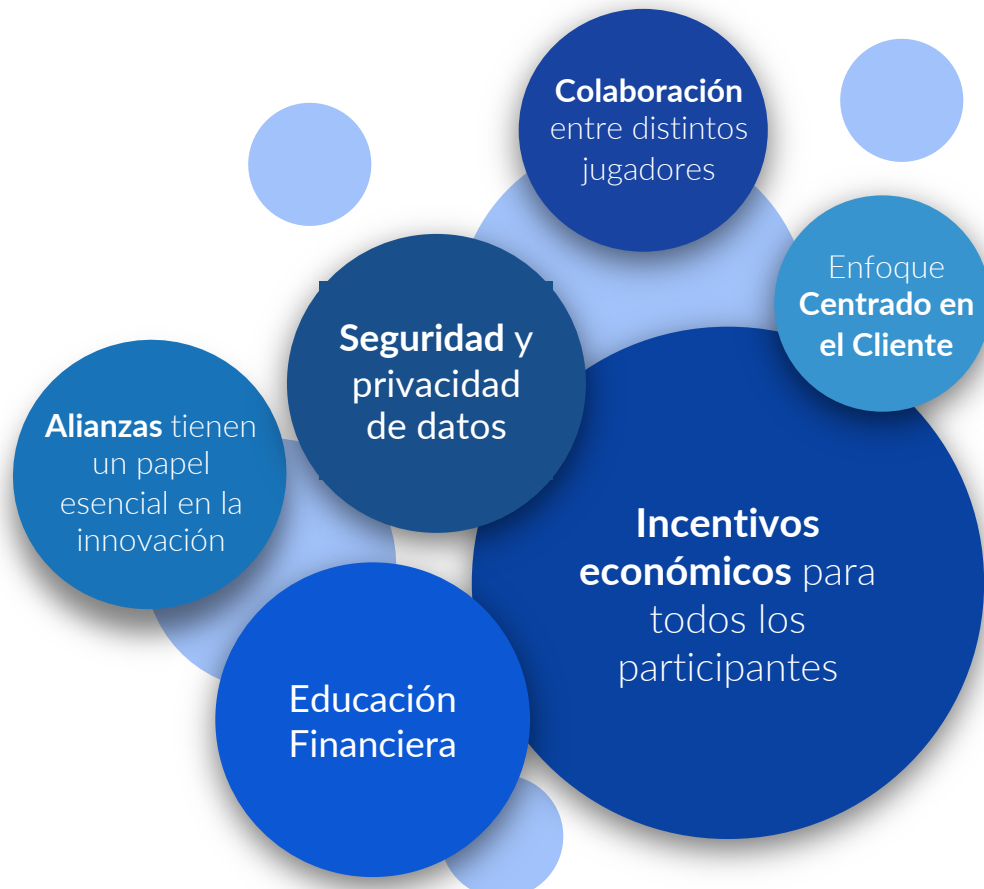 Colaboración
entre distintos
jugadores
Enfoque
Centrado en
el Cliente
Seguridad y
privacidad
de datos
Alianzas tienen
un papel
esencial en la
innovación
Incentivos
económicos para
todos los
participantes
Educación
Financiera